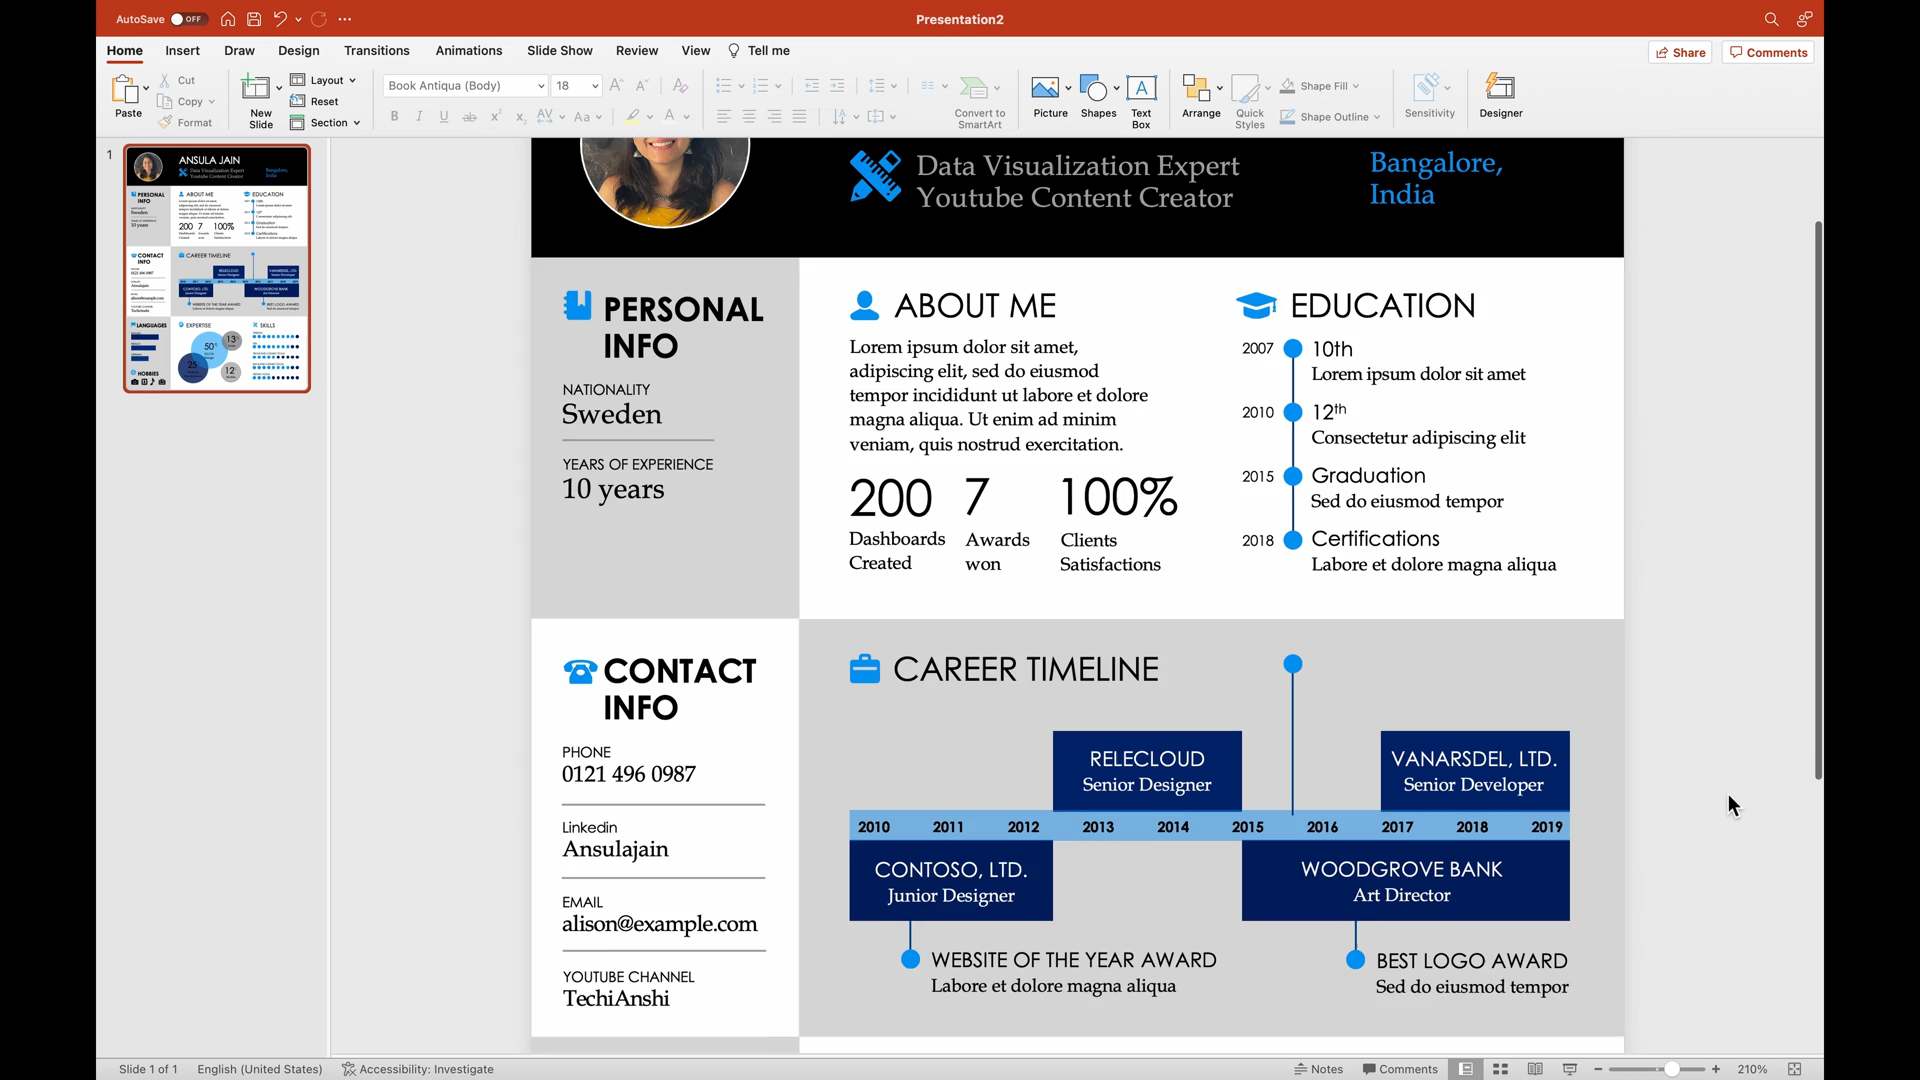 AutoSave OFF
Presentation2
Home Insert Draw Design Transitions Animations Slide Show Review View Tell me
Share Comments
Paste
Cut
Copy
Format
New Slide
Layout
Reset
Section
Book Antiqua (Body) 18
Convert to SmartArt
Picture
Shapes
Text Box
Arrange
Quick Styles
Shape Fill
Shape Outline
Sensitivity
Designer
1
ANSULA JAIN
Data Visualization Expert
Youtube Content Creator
Bangalore,
India
PERSONAL
INFO
NATIONALITY
Sweden
YEARS OF EXPERIENCE
10 years
ABOUT ME
Lorem ipsum dolor sit amet,
adipiscing elit, sed do eiusmod
tempor incididunt ut labore et dolore
magna aliqua. Ut enim ad minim
veniam, quis nostrud exercitation.
200
Dashboards
Created
7
Awards
won
100%
Clients
Satisfactions
EDUCATION
2007 10th
Lorem ipsum dolor sit amet
2010 12th
Consectetur adipiscing elit
2015 Graduation
Sed do eiusmod tempor
2018 Certifications
Labore et dolore magna aliqua
CONTACT
INFO
PHONE
0121 496 0987
Linkedin
Ansulajain
EMAIL
alison@example.com
YOUTUBE CHANNEL
TechiAnshi
CAREER TIMELINE
RELECLOUD
Senior Designer
VANARSDEL, LTD.
Senior Developer
2010 2011 2012 2013 2014 2015 2016 2017 2018 2019
CONTOSO, LTD.
Junior Designer
WOODGROVE BANK
Art Director
WEBSITE OF THE YEAR AWARD
Labore et dolore magna aliqua
BEST LOGO AWARD
Sed do eiusmod tempor
LANGUAGES
EXPERTISE
SKILLS
HOBBIES
Slide 1 of 1 English (United States) Accessibility: Investigate
Notes Comments 210%